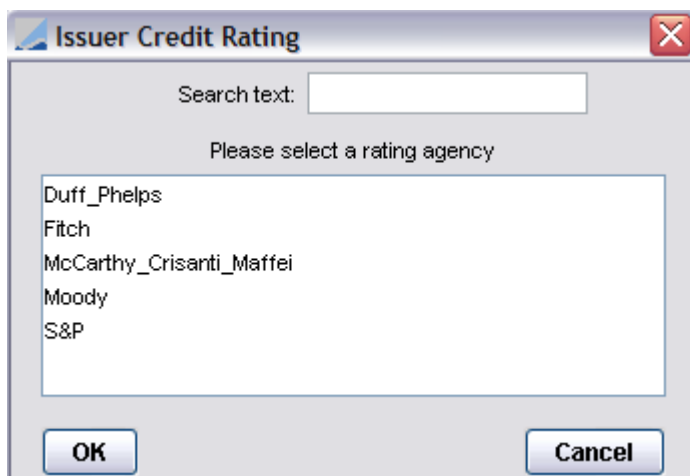 Issuer Credit Rating
Search text:
Please select a rating agency
Duff_Phelps
Fitch
McCarthy_Crisanti_Maffei
Moody
S&P
OK Cancel